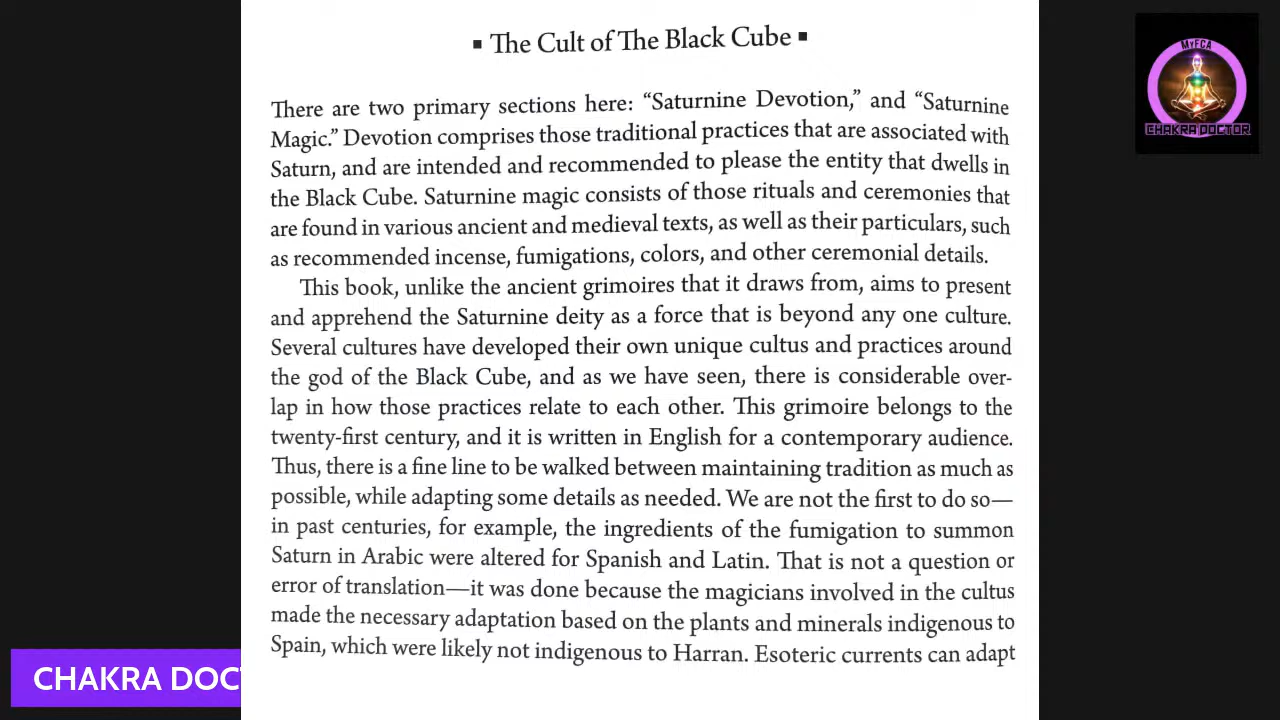 ▪ The Cult of The Black Cube ▪
There are two primary sections here: “Saturnine Devotion,” and “Saturnine
Magic.” Devotion comprises those traditional practices that are associated with
Saturn, and are intended and recommended to please the entity that dwells in
the Black Cube. Saturnine magic consists of those rituals and ceremonies that
are found in various ancient and medieval texts, as well as their particulars, such
as recommended incense, fumigations, colors, and other ceremonial details.
This book, unlike the ancient grimoires that it draws from, aims to present
and apprehend the Saturnine deity as a force that is beyond any one culture.
Several cultures have developed their own unique cultus and practices around
the god of the Black Cube, and as we have seen, there is considerable over-
lap in how those practices relate to each other. This grimoire belongs to the
twenty-first century, and it is written in English for a contemporary audience.
Thus, there is a fine line to be walked between maintaining tradition as much as
possible, while adapting some details as needed. We are not the first to do so—
in past centuries, for example, the ingredients of the fumigation to summon
Saturn in Arabic were altered for Spanish and Latin. That is not a question or
error of translation—it was done because the magicians involved in the cultus
made the necessary adaptation based on the plants and minerals indigenous to
Spain, which were likely not indigenous to Harran. Esoteric currents can adapt
MYFCA
CHAKRA DOCTOR
CHAKRA DOCT